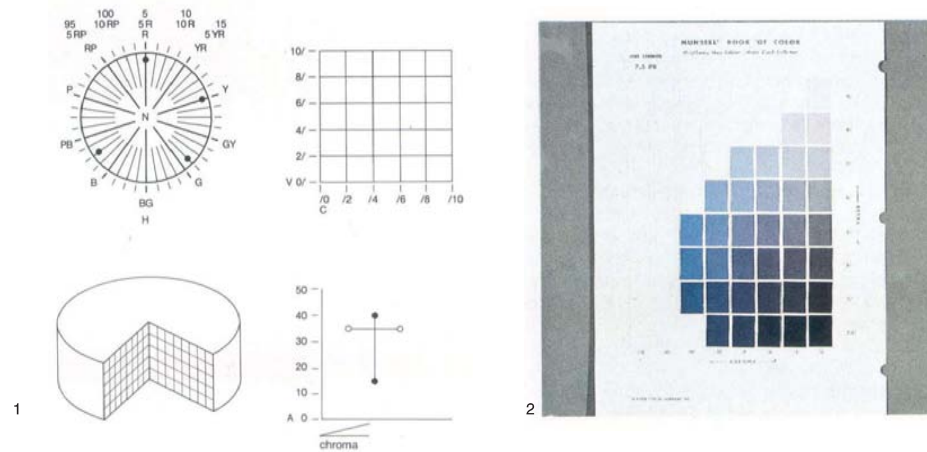 95 100 5 10 15
5 RP 10 RP 5 R 10 R 5 YR
R
RP YR
P Y
N
PB GY
B G
BG
H
10/
8/
6/
4/
2/
V 0/
/0 /2 /4 /6 /8 /10
C
50
40
30
20
10
A 0
chroma
1
MUNSELL BOOK OF COLOR
7.5 PB
VALUE
CHROMA
2